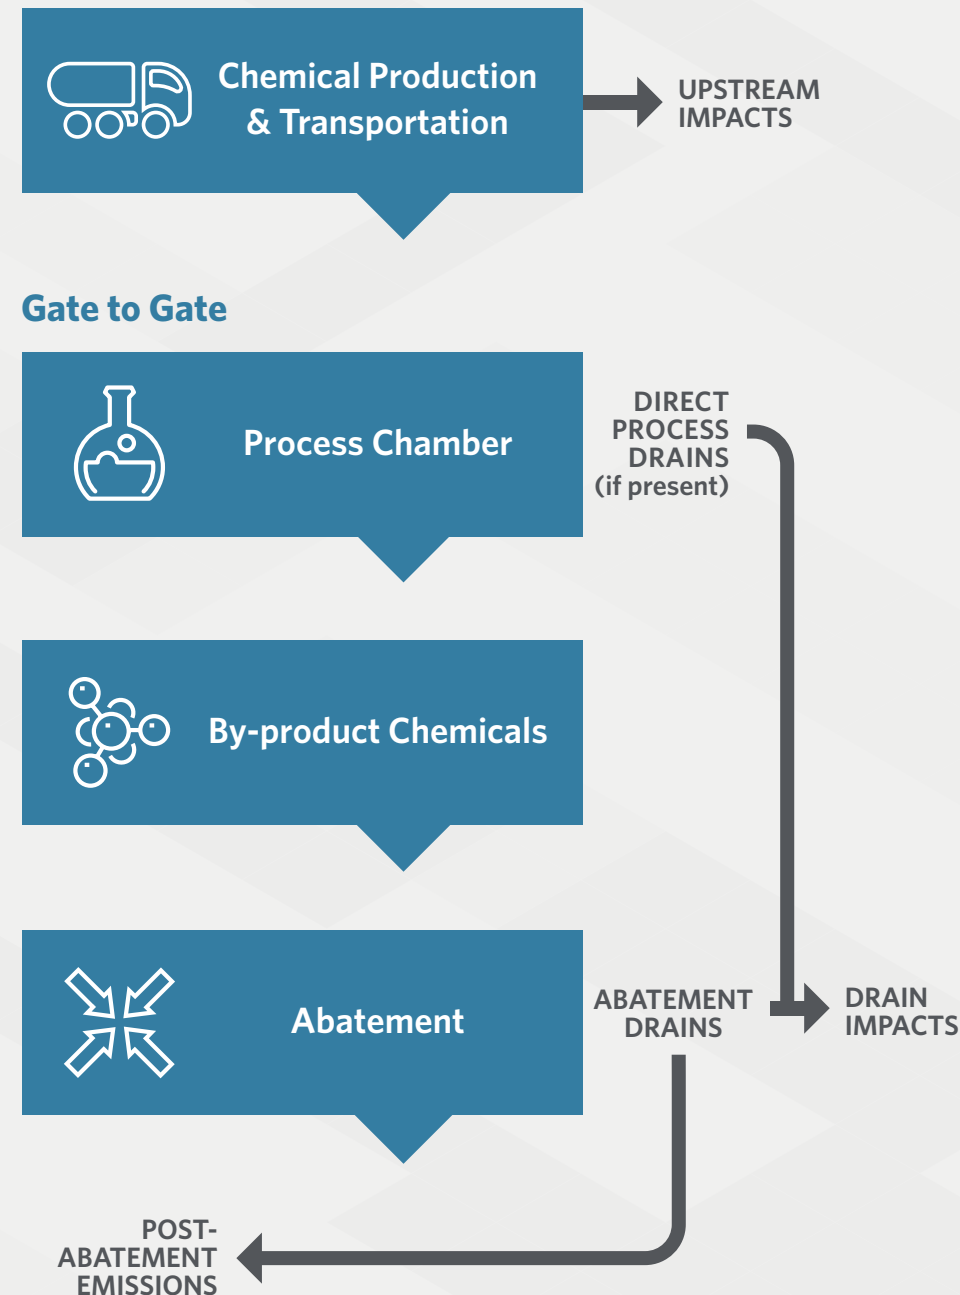 Chemical Production
& Transportation
UPSTREAM
IMPACTS
Gate to Gate
Process Chamber
DIRECT
PROCESS
DRAINS
(if present)
By-product Chemicals
Abatement
ABATEMENT
DRAINS
DRAIN
IMPACTS
POST-
ABATEMENT
EMISSIONS